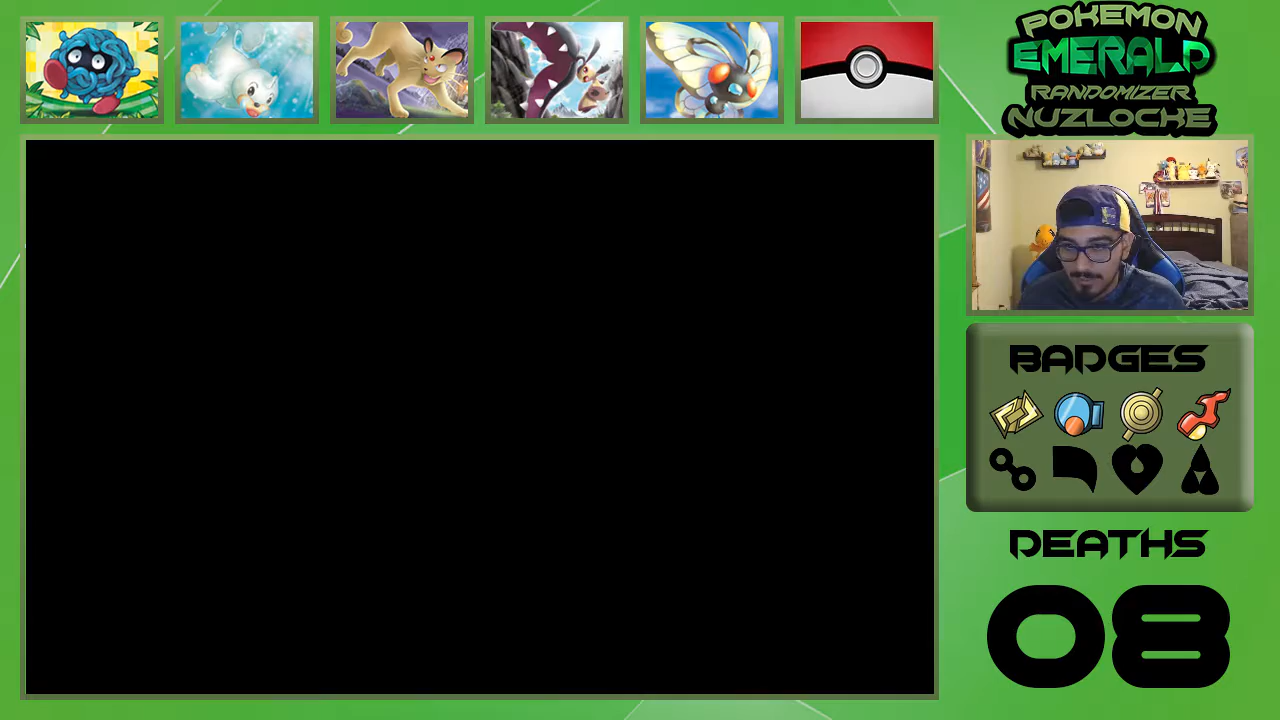 POKEMON
EMERALD
RANDOMIZER
NUZLOCKE
BADGES
DEATHS
08